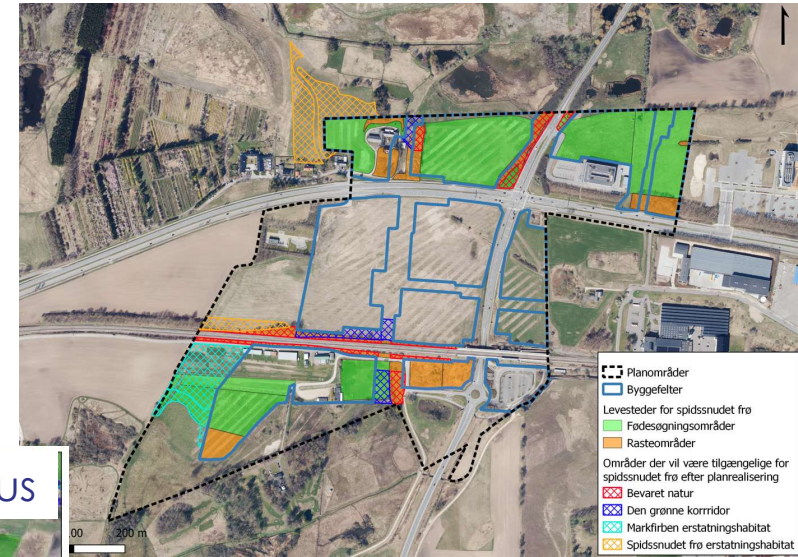 Planområder
Byggefelter
Levesteder for spidssnudet frø
Fødesøgningsområder
Rasteområder
Områder der vil være tilgængelige for
spidssnudet frø efter planrealisering
Bevaret natur
Den grønne korrridor
Markfirben erstatningshabitat
Spidssnudet frø erstatningshabitat
US
00 200 m